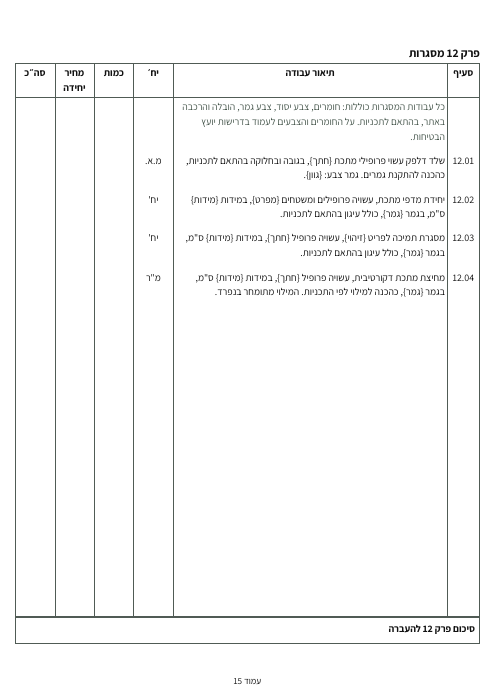 פרק 12 מסגרות
סעיף תיאור עבודה יח׳ כמות מחיר יחידה סה״כ
כל עבודות המסגרות כוללות: חומרים, צבע יסוד, צבע גמר, הובלה והרכבה
באתר, בהתאם לתכניות. על החומרים והצבעים לעמוד בדרישות יועץ
הבטיחות.
12.01 שלד דלפק עשוי פרופילי מתכת {חתך}, בגובה ובחלוקה בהתאם לתכניות, מ.א.
כהכנה להתקנת גמרים. גמר צבע: {גוון}.
12.02 יחידת מדפי מתכת, עשויה פרופילים ומשטחים {מפרט}, במידות {מידות} יח'
ס"מ, בגמר {גמר}, כולל עיגון בהתאם לתכניות.
12.03 מסגרת תמיכה לפריט {זיהוי}, עשויה פרופיל {חתך}, במידות {מידות} ס"מ, יח'
בגמר {גמר}, כולל עיגון בהתאם לתכניות.
12.04 מחיצת מתכת דקורטיבית, עשויה פרופיל {חתך}, במידות {מידות} ס"מ, מ"ר
בגמר {גמר}, כהכנה למילוי לפי התכניות. המילוי מתומחר בנפרד.
סיכום פרק 12 להעברה
עמוד 15